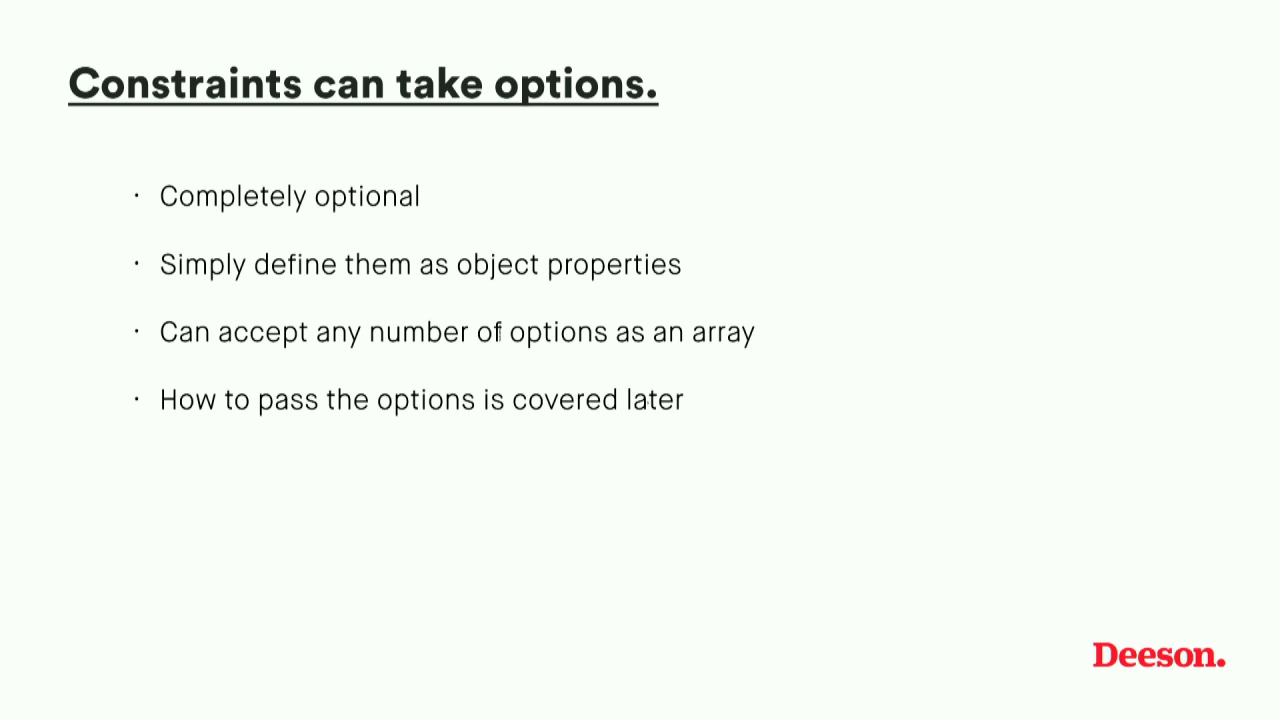 Constraints can take options.
· Completely optional
· Simply define them as object properties
· Can accept any number of options as an array
· How to pass the options is covered later
Deeson.